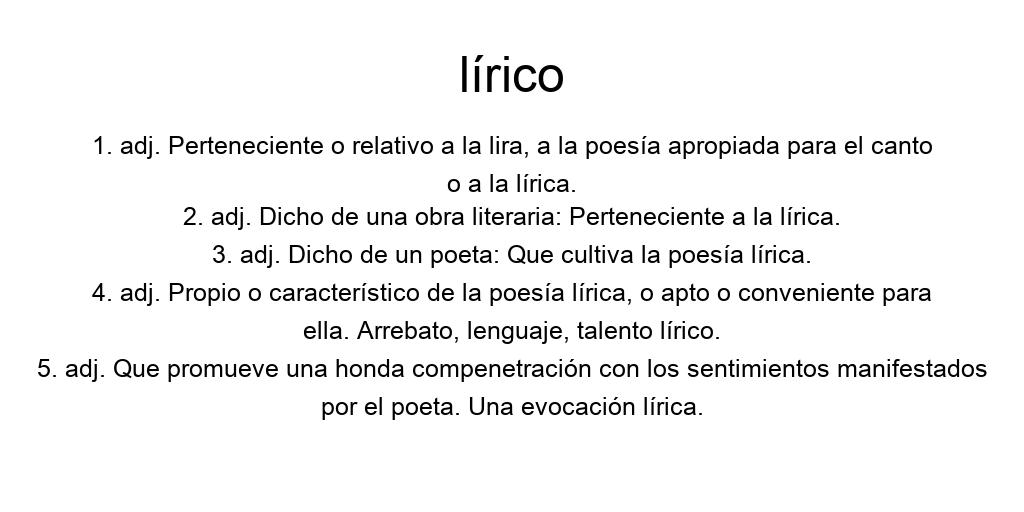 lírico
1. adj. Perteneciente o relativo a la lira, a la poesía apropiada para el canto
o a la lírica.
2. adj. Dicho de una obra literaria: Perteneciente a la lírica.
3. adj. Dicho de un poeta: Que cultiva la poesía lírica.
4. adj. Propio o característico de la poesía lírica, o apto o conveniente para
ella. Arrebato, lenguaje, talento lírico.
5. adj. Que promueve una honda compenetración con los sentimientos manifestados
por el poeta. Una evocación lírica.